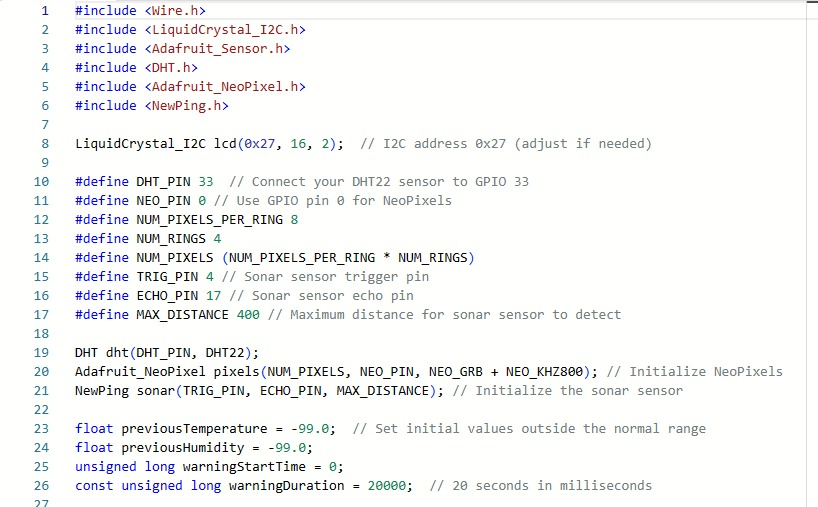 1 #include <Wire.h>
2 #include <LiquidCrystal_I2C.h>
3 #include <Adafruit_Sensor.h>
4 #include <DHT.h>
5 #include <Adafruit_NeoPixel.h>
6 #include <NewPing.h>
7
8 LiquidCrystal_I2C lcd(0x27, 16, 2);  // I2C address 0x27 (adjust if needed)
9
10 #define DHT_PIN 33  // Connect your DHT22 sensor to GPIO 33
11 #define NEO_PIN 0 // Use GPIO pin 0 for NeoPixels
12 #define NUM_PIXELS_PER_RING 8
13 #define NUM_RINGS 4
14 #define NUM_PIXELS (NUM_PIXELS_PER_RING * NUM_RINGS)
15 #define TRIG_PIN 4 // Sonar sensor trigger pin
16 #define ECHO_PIN 17 // Sonar sensor echo pin
17 #define MAX_DISTANCE 400 // Maximum distance for sonar sensor to detect
18
19 DHT dht(DHT_PIN, DHT22);
20 Adafruit_NeoPixel pixels(NUM_PIXELS, NEO_PIN, NEO_GRB + NEO_KHZ800); // Initialize NeoPixels
21 NewPing sonar(TRIG_PIN, ECHO_PIN, MAX_DISTANCE); // Initialize the sonar sensor
22
23 float previousTemperature = -99.0;  // Set initial values outside the normal range
24 float previousHumidity = -99.0;
25 unsigned long warningStartTime = 0;
26 const unsigned long warningDuration = 20000;  // 20 seconds in milliseconds
27